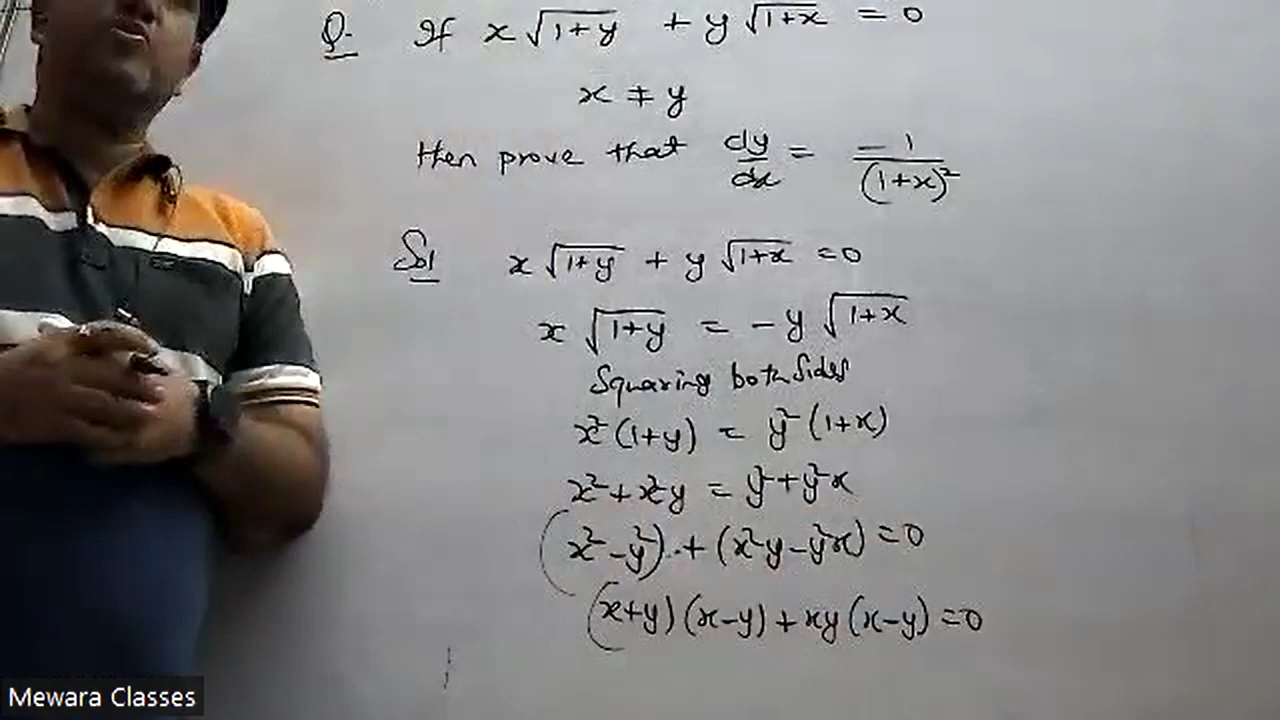 Q. If x √1+y + y √1+x = 0
x ≠ y
then prove that dy/dx = -1/(1+x)²
Sol x √1+y + y √1+x = 0
x √1+y = - y √1+x
Squaring both sides
x² (1+y) = y² (1+x)
x² + x²y = y² + y²x
(x² - y²) + (x²y - y²x) = 0
(x+y) (x-y) + xy (x-y) = 0
Mewara Classes